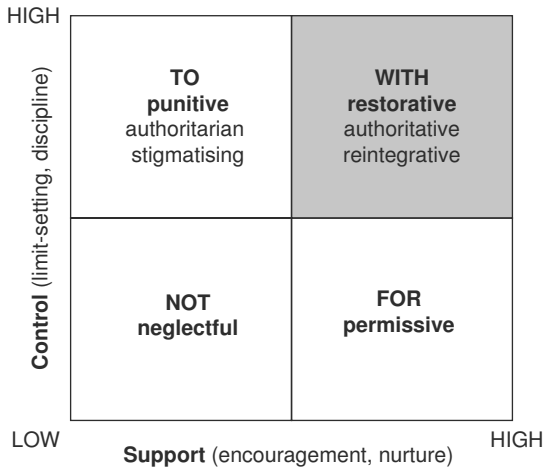 HIGH
Control (limit-setting, discipline)
TO
punitive
authoritarian
stigmatising
WITH
restorative
authoritative
reintegrative
NOT
neglectful
FOR
permissive
LOW
Support (encouragement, nurture)
HIGH